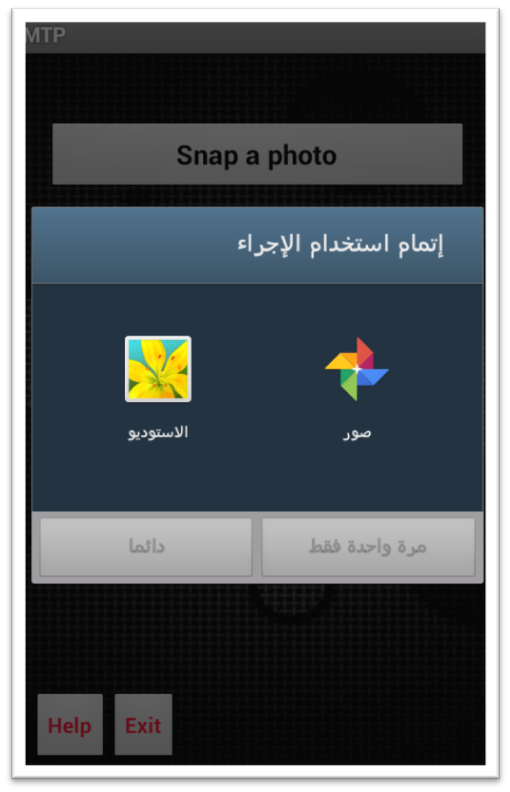 MTP
Snap a photo
إتمام استخدام الإجراء
صور
الاستوديو
مرة واحدة فقط
دائما
Help
Exit